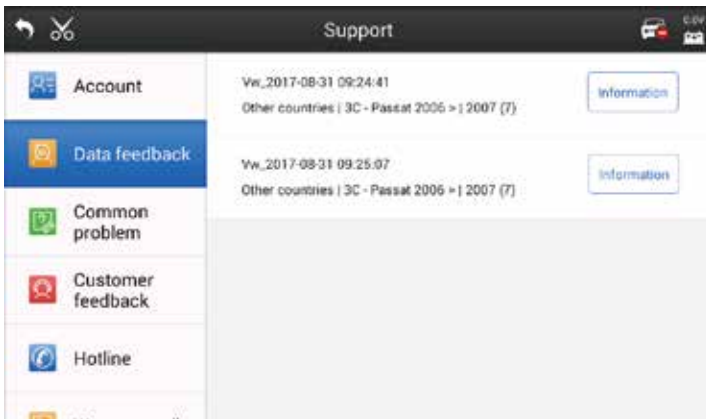 Support
Account
Vw_2017-08-31 09:24:41
Other countries | 3C - Passat 2006 > | 2007 (7)
Information
Data feedback
Vw_2017-08-31 09:25:07
Other countries | 3C - Passat 2006 > | 2007 (7)
Information
Common
problem
Customer
feedback
Hotline